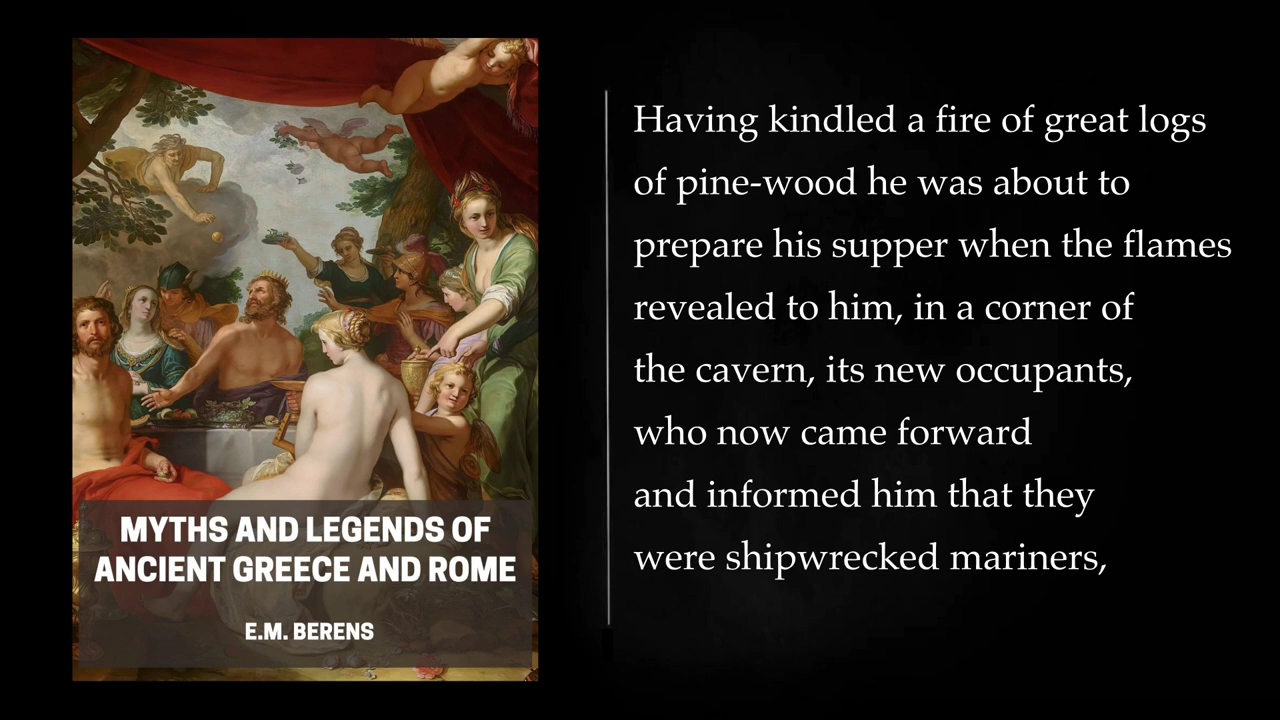 MYTHS AND LEGENDS OF
ANCIENT GREECE AND ROME
E.M. BERENS
Having kindled a fire of great logs
of pine-wood he was about to
prepare his supper when the flames
revealed to him, in a corner of
the cavern, its new occupants,
who now came forward
and informed him that they
were shipwrecked mariners,